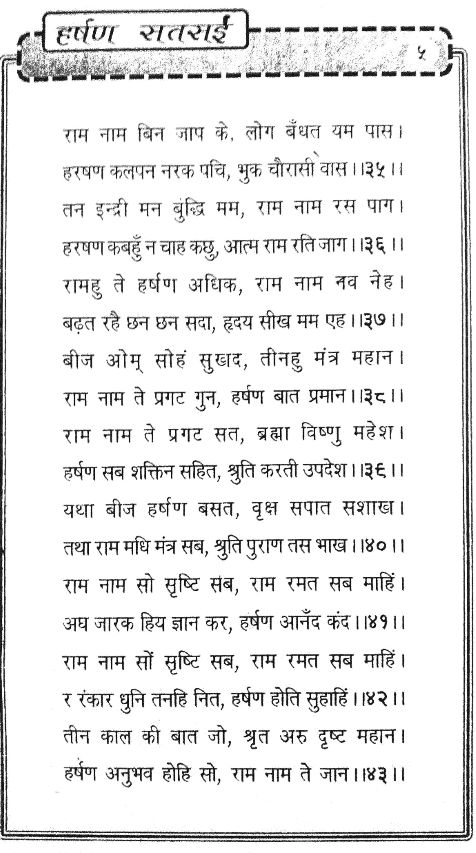 हर्षण सतसई
५
राम नाम बिन जाप के, लोग बँधत यम पास।
हरषण कलपन नरक पचि, भुक चौरासी वास।।३५।।
तन इन्द्री मन बुद्धि मम, राम नाम रस पाग।
हरषण कबहुँ न चाह कछु, आत्म राम रति जाग।।३६।।
रामहु ते हर्षण अधिक, राम नाम नव नेह।
बढ़त रहै छन छन सदा, हृदय सीख मम एह।।३७।।
बीज ओम् सोहं सुखद, तीनहु मंत्र महान।
राम नाम ते प्रगट गुन, हर्षण बात प्रमान।।३८।।
राम नाम ते प्रगट सत, ब्रह्मा विष्णु महेश।
हर्षण सब शक्तिन सहित, श्रुति करती उपदेश।।३९।।
यथा बीज हर्षण बसत, वृक्ष सपात सशाख।
तथा राम मधि मंत्र सब, श्रुति पुराण तस भाख।।४०।।
राम नाम सो सृष्टि सब, राम रमत सब माहिं।
अघ जारक हिय ज्ञान कर, हर्षण आनँद कंद।।४१।।
राम नाम सों सृष्टि सब, राम रमत सब माहिं।
र रंकार धुनि तनहि नित, हर्षण होति सुहाहिं।।४२।।
तीन काल की बात जो, श्रृत अरु दृष्ट महान।
हर्षण अनुभव होहि सो, राम नाम ते जान।।४३।।